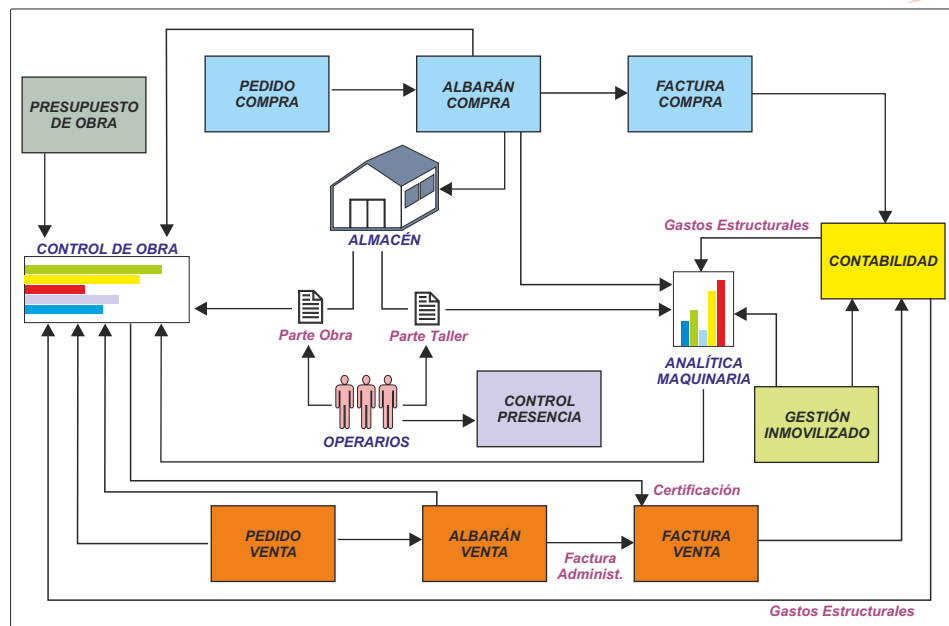 PEDIDO
COMPRA
ALBARÁN
COMPRA
FACTURA
COMPRA
PRESUPUESTO
DE OBRA
ALMACÉN
Gastos Estructurales
CONTROL DE OBRA
CONTABILIDAD
Parte Obra
Parte Taller
ANALÍTICA
MAQUINARIA
CONTROL
PRESENCIA
GESTIÓN
INMOVILIZADO
OPERARIOS
Certificación
PEDIDO
VENTA
ALBARÁN
VENTA
FACTURA
VENTA
Factura
Administ.
Gastos Estructurales